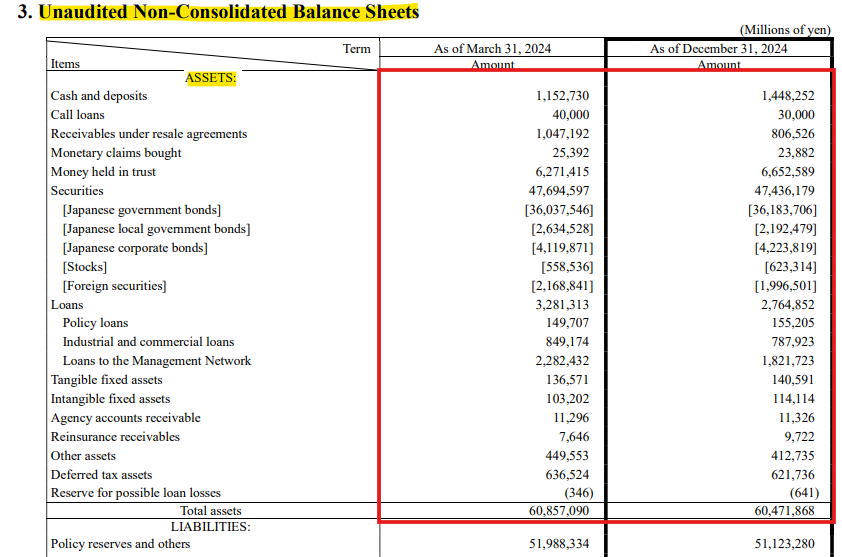 3. Unaudited Non-Consolidated Balance Sheets
(Millions of yen)
Term As of March 31, 2024 As of December 31, 2024
Items Amount Amount
ASSETS:
Cash and deposits 1,152,730 1,448,252
Call loans 40,000 30,000
Receivables under resale agreements 1,047,192 806,526
Monetary claims bought 25,392 23,882
Money held in trust 6,271,415 6,652,589
Securities 47,694,597 47,436,179
[Japanese government bonds] [36,037,546] [36,183,706]
[Japanese local government bonds] [2,634,528] [2,192,479]
[Japanese corporate bonds] [4,119,871] [4,223,819]
[Stocks] [558,536] [623,314]
[Foreign securities] [2,168,841] [1,996,501]
Loans 3,281,313 2,764,852
Policy loans 149,707 155,205
Industrial and commercial loans 849,174 787,923
Loans to the Management Network 2,282,432 1,821,723
Tangible fixed assets 136,571 140,591
Intangible fixed assets 103,202 114,114
Agency accounts receivable 11,296 11,326
Reinsurance receivables 7,646 9,722
Other assets 449,553 412,735
Deferred tax assets 636,524 621,736
Reserve for possible loan losses (346) (641)
Total assets 60,857,090 60,471,868
LIABILITIES:
Policy reserves and others 51,988,334 51,123,280